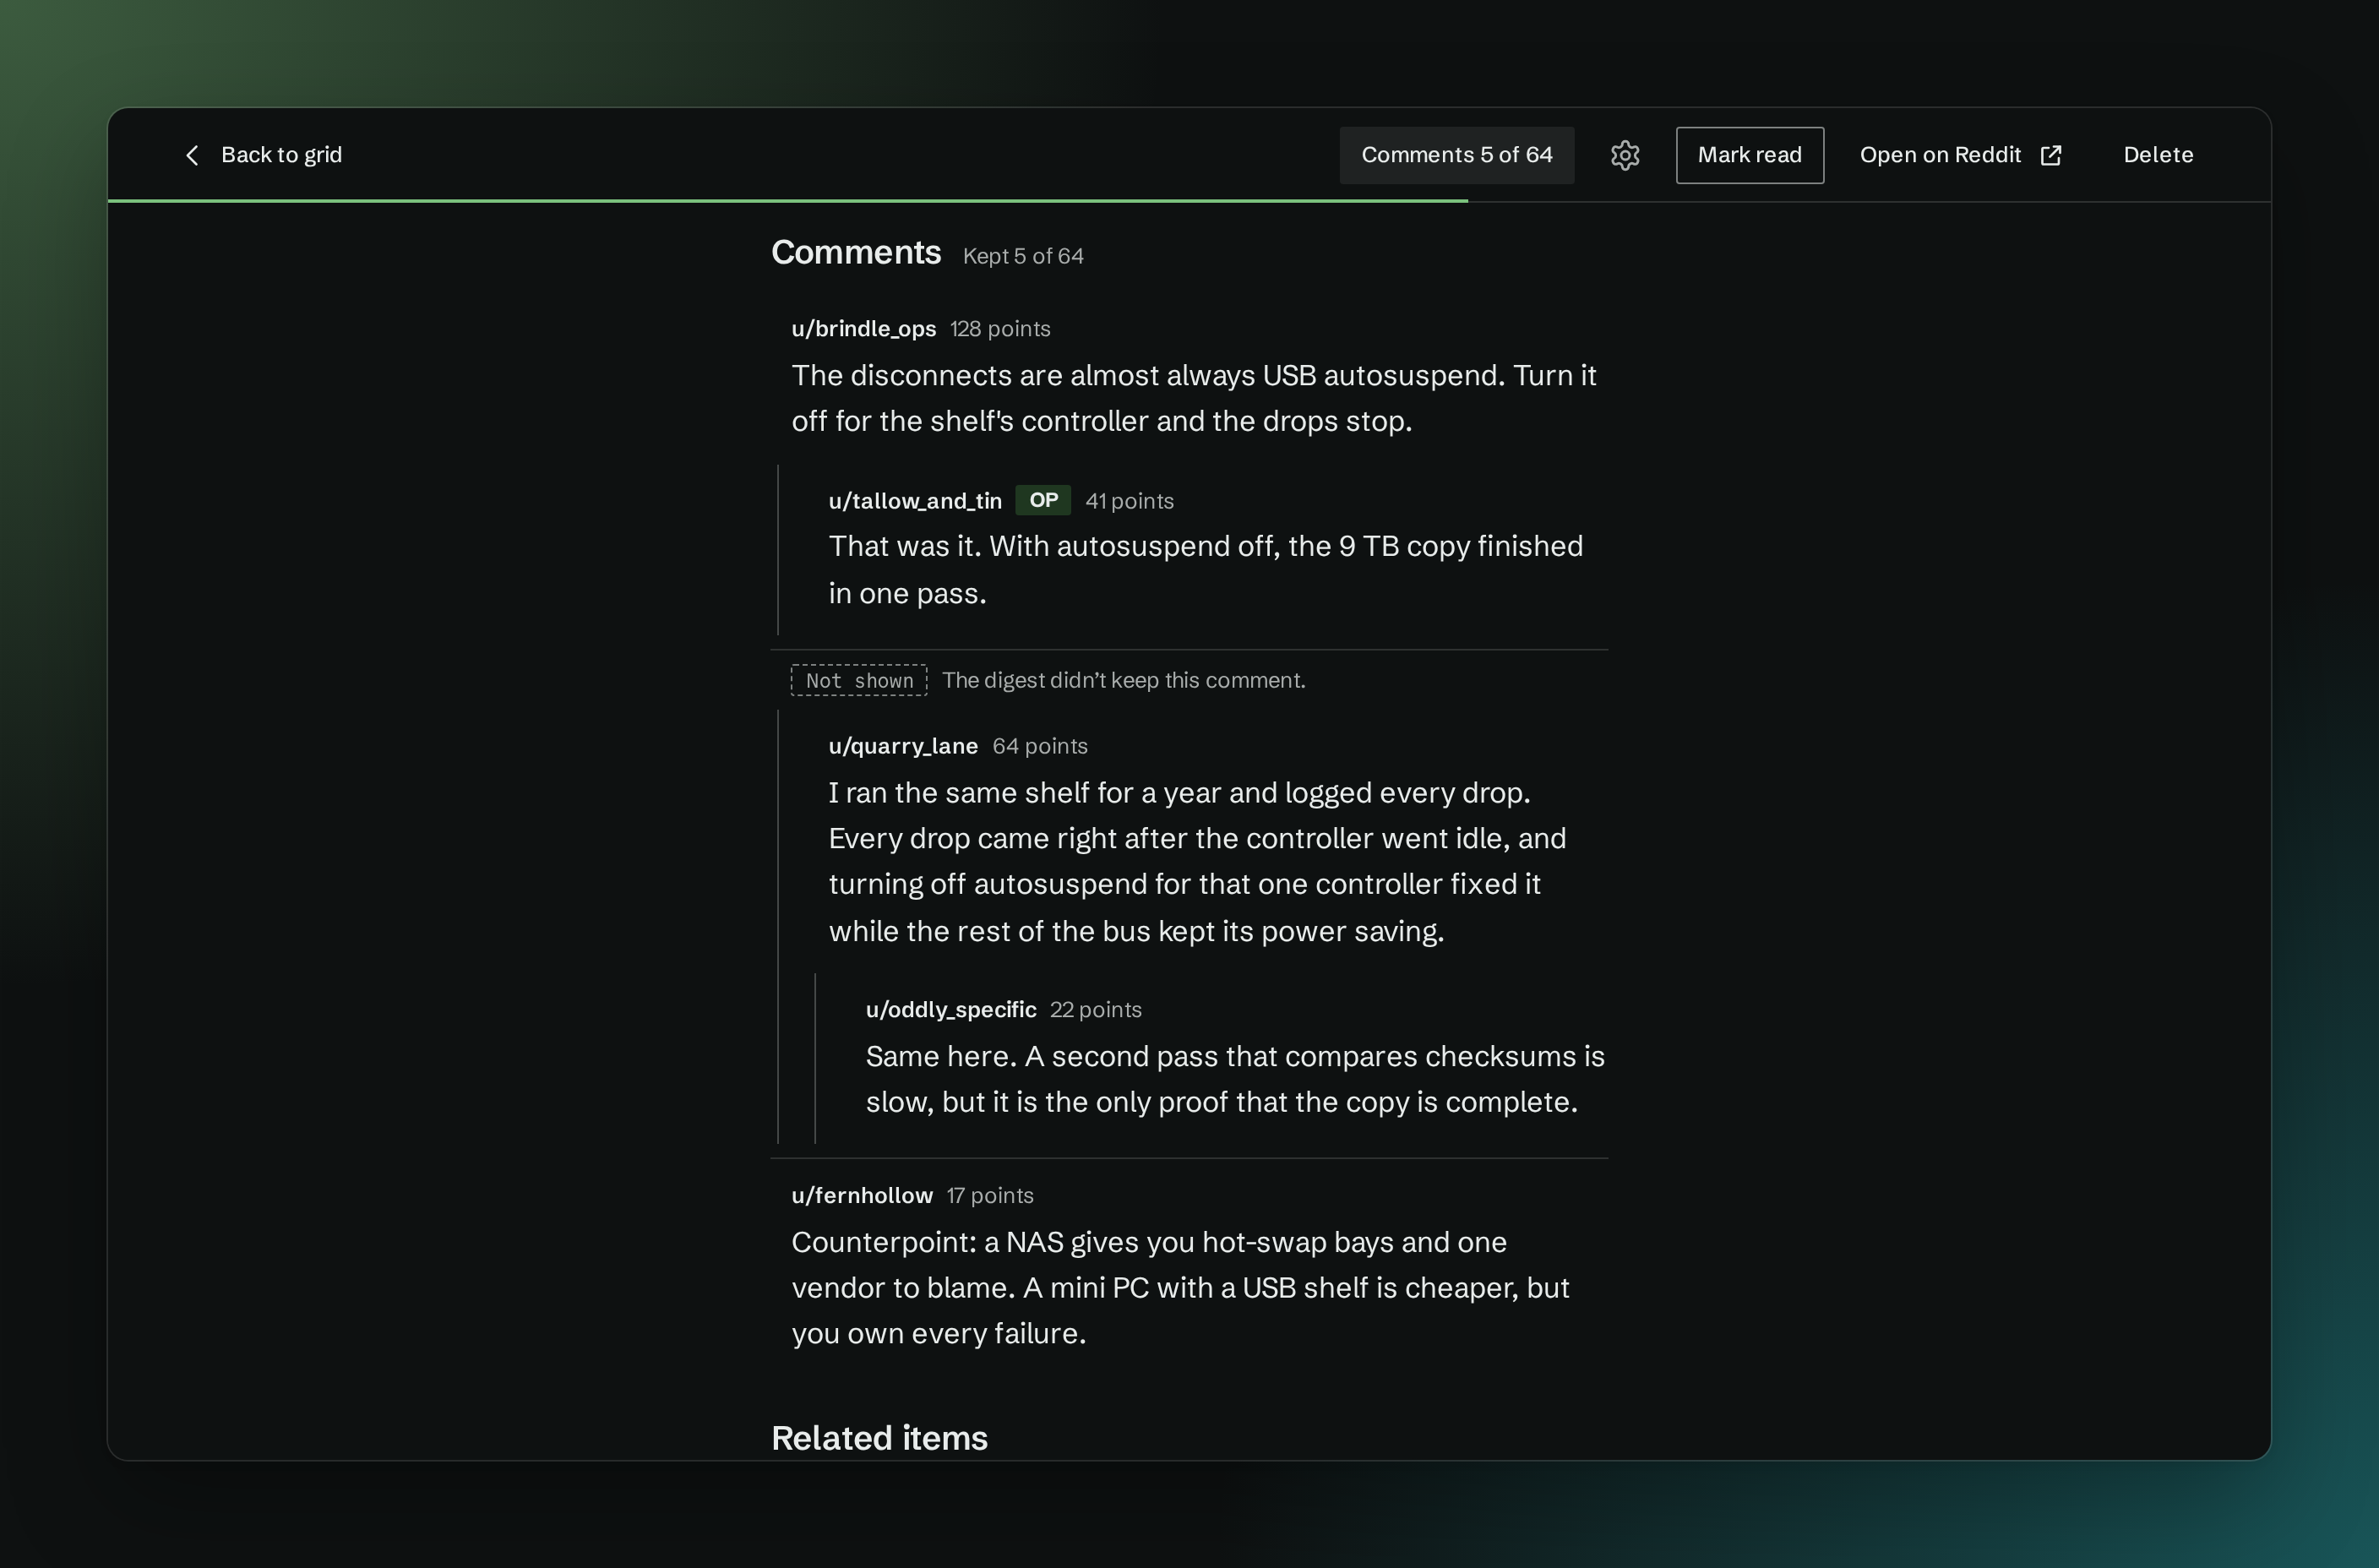 Back to grid
Comments 5 of 64
Mark read
Open on Reddit
Delete
Comments Kept 5 of 64
u/brindle_ops 128 points
The disconnects are almost always USB autosuspend. Turn it
off for the shelf's controller and the drops stop.
u/tallow_and_tin OP 41 points
That was it. With autosuspend off, the 9 TB copy finished
in one pass.
Not shown The digest didn’t keep this comment.
u/quarry_lane 64 points
I ran the same shelf for a year and logged every drop.
Every drop came right after the controller went idle, and
turning off autosuspend for that one controller fixed it
while the rest of the bus kept its power saving.
u/oddly_specific 22 points
Same here. A second pass that compares checksums is
slow, but it is the only proof that the copy is complete.
u/fernhollow 17 points
Counterpoint: a NAS gives you hot-swap bays and one
vendor to blame. A mini PC with a USB shelf is cheaper, but
you own every failure.
Related items